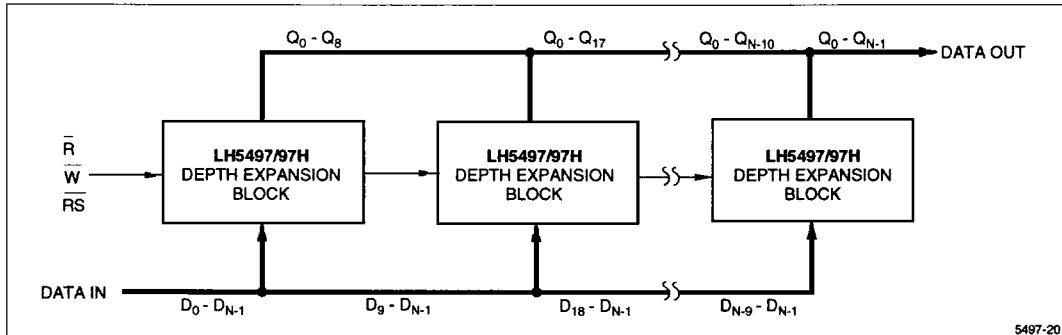 Q0 - Q8
Q0 - Q17
Q0 - QN-10
Q0 - QN-1
DATA OUT
R̅
W̅
R̅S̅
LH5497/97H
DEPTH EXPANSION
BLOCK
LH5497/97H
DEPTH EXPANSION
BLOCK
LH5497/97H
DEPTH EXPANSION
BLOCK
DATA IN
D0 - DN-1
D9 - DN-1
D18 - DN-1
DN-9 - DN-1
5497-20